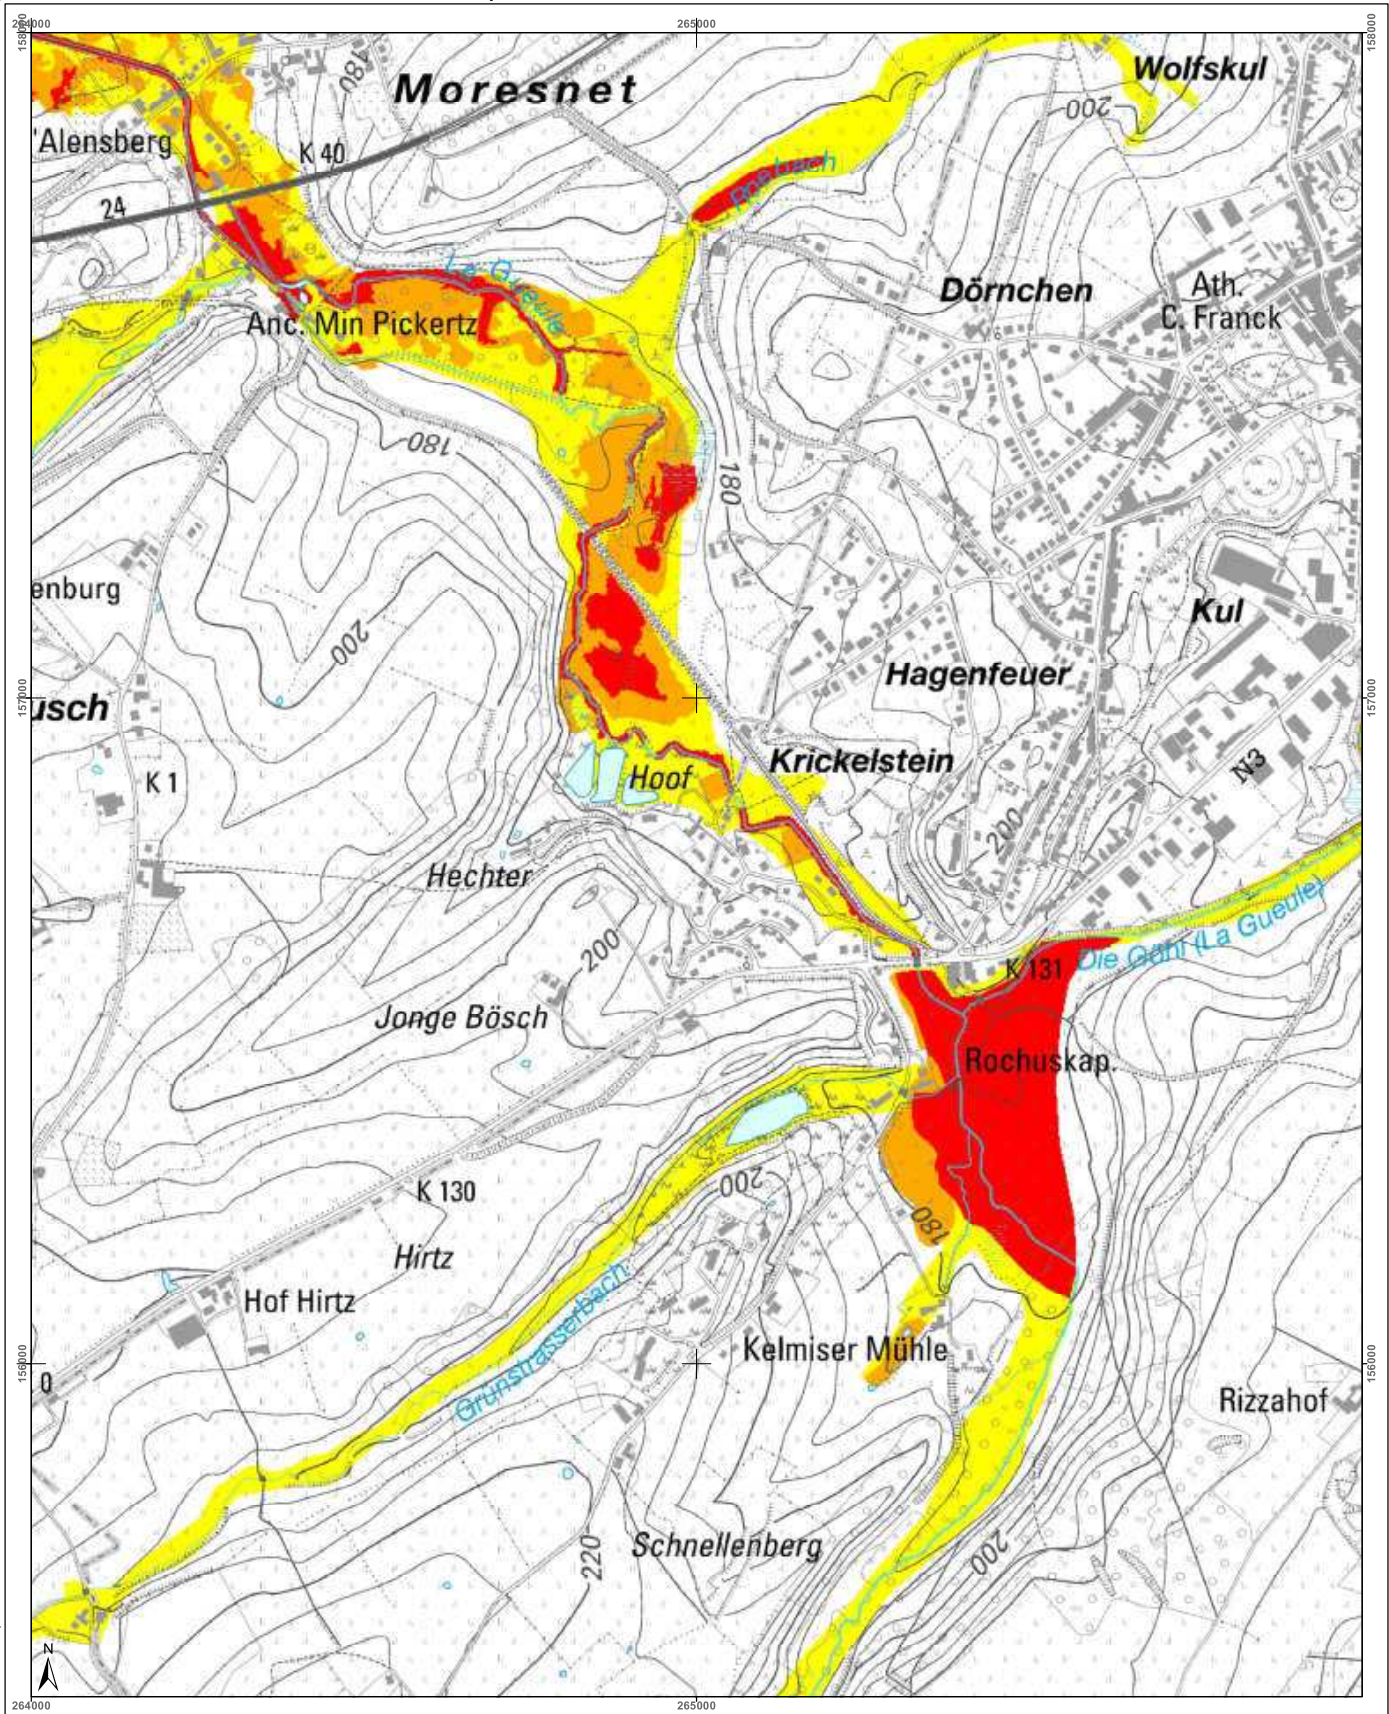 264000
265000
158000
158000
Moresnet
Wolfskul
200
180
'Alensberg
K 40
24
La Gueule
Dörnchen
Ath.
C. Franck
Anc. Min Pickertz
180
180
enburg
200
Kul
Hagenfeuer
usch
157000
157000
Krickelstein
N3
K 1
Hoof
200
Hechter
200
Die Göhl (La Gueule)
K 131
Jonge Bösch
Rochuskap.
K 130
200
180
Hirtz
Hof Hirtz
Grünstrasserbach
Kelmiser Mühle
156000
156000
0
Rizzahof
220
Schnellenberg
200
N
264000
265000